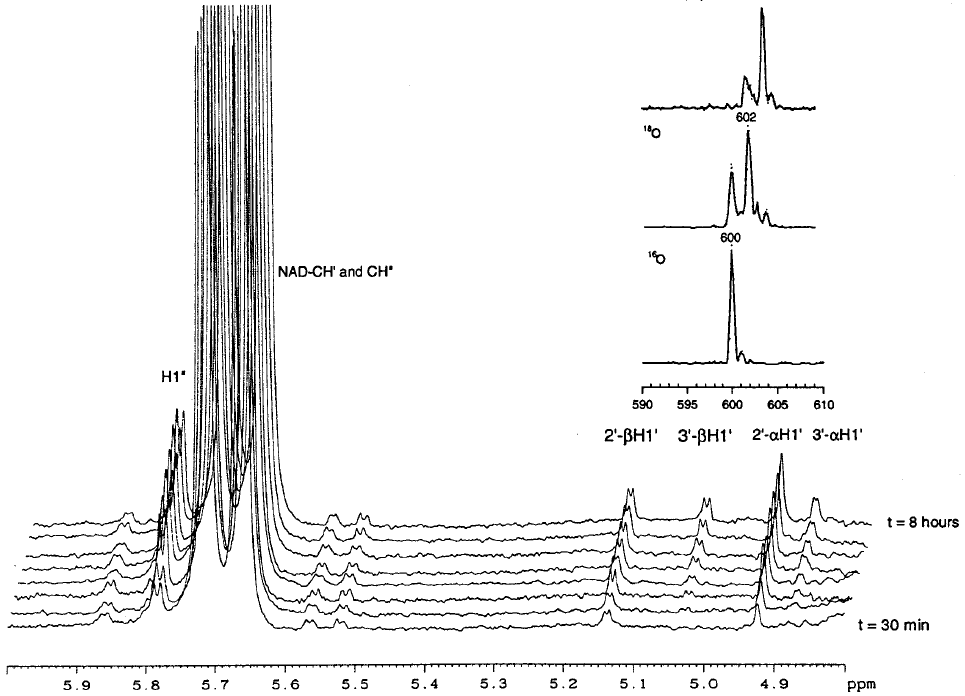 602
¹⁸O
600
¹⁶O
NAD-CH' and CH"
H1"
590 595 600 605 610
2'-βH1' 3'-βH1' 2'-αH1' 3'-αH1'
t = 8 hours
t = 30 min
5.9 5.8 5.7 5.6 5.5 5.4 5.3 5.2 5.1 5.0 4.9 ppm